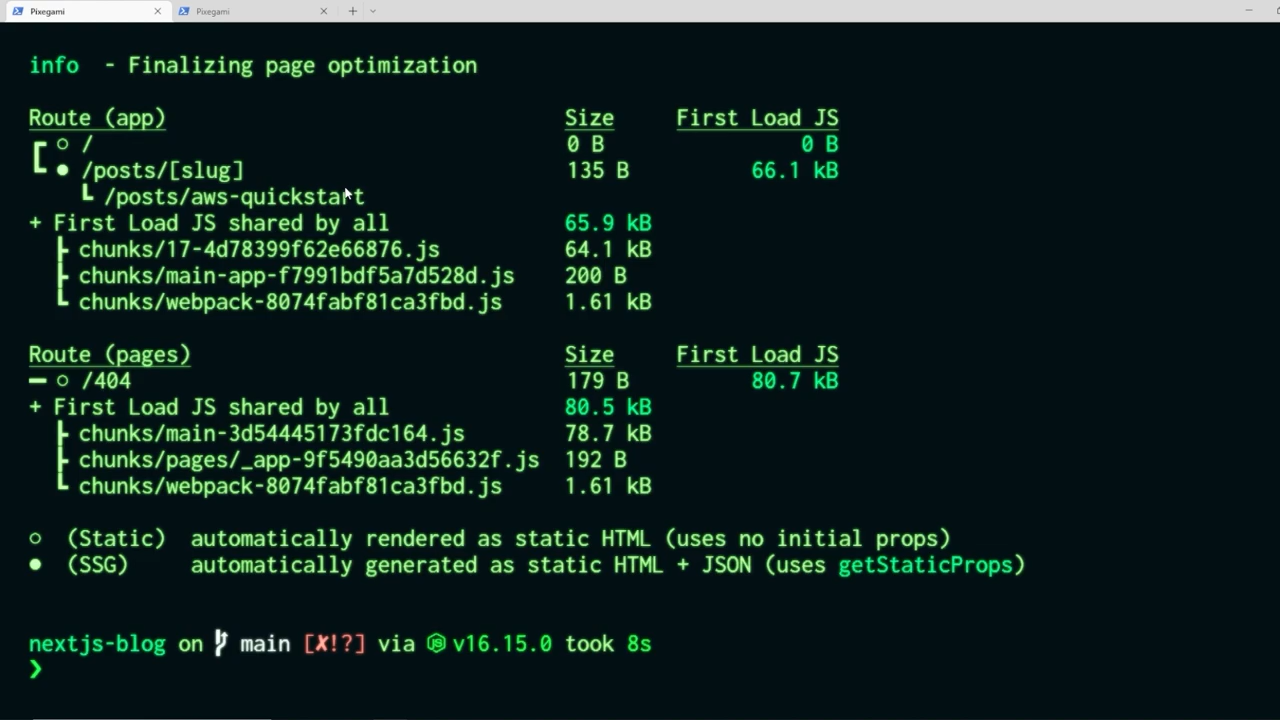 Pixegami Pixegami
info - Finalizing page optimization
Route (app) Size First Load JS
┌ ○ / 0 B 0 B
└ ● /posts/[slug] 135 B 66.1 kB
└ /posts/aws-quickstart
+ First Load JS shared by all 65.9 kB
├ chunks/17-4d78399f62e66876.js 64.1 kB
├ chunks/main-app-f7991bdf5a7d528d.js 200 B
└ chunks/webpack-8074fabf81ca3fbd.js 1.61 kB
Route (pages) Size First Load JS
─ ○ /404 179 B 80.7 kB
+ First Load JS shared by all 80.5 kB
├ chunks/main-3d54445173fdc164.js 78.7 kB
├ chunks/pages/_app-9f5490aa3d56632f.js 192 B
└ chunks/webpack-8074fabf81ca3fbd.js 1.61 kB
○ (Static) automatically rendered as static HTML (uses no initial props)
● (SSG) automatically generated as static HTML + JSON (uses getStaticProps)
nextjs-blog on main [✘!?] via v16.15.0 took 8s
❯